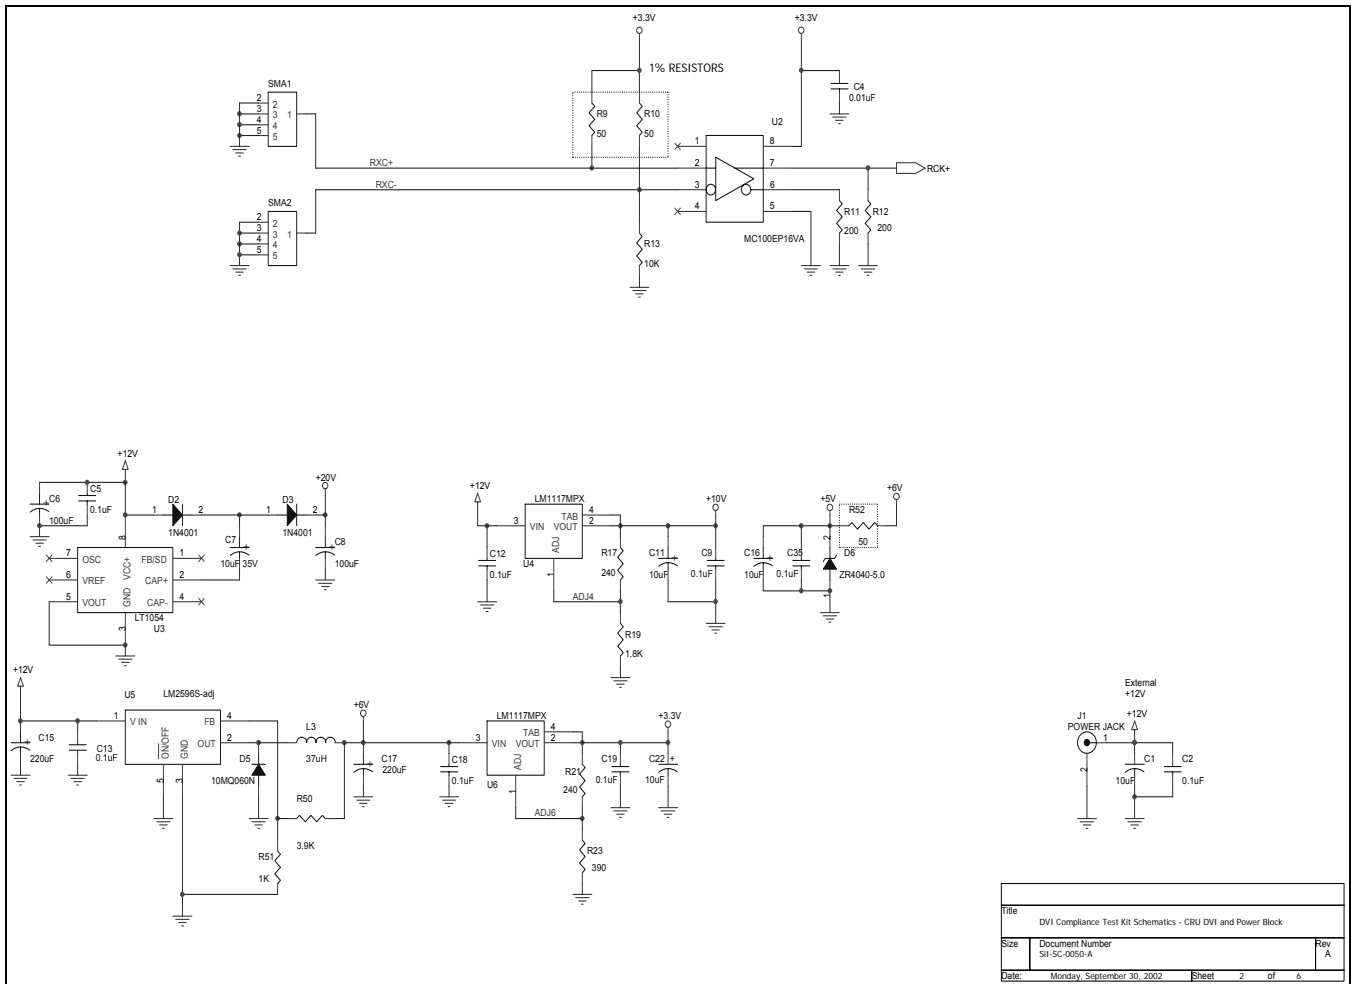 +3.3V
+3.3V
1% RESISTORS
SMA1
2
3
4
5
2
3
4
5
1
R9
50
R10
50
C4
0.01uF
U2
1
2
3
4
8
7
6
5
RXC+
RXC-
RCK+
SMA2
2
3
4
5
2
3
4
5
1
R11
200
R12
200
MC100EP16VA
R13
10K
+12V
C6
100uF
C5
0.1uF
1
D2
2
1N4001
1
D3
2
1N4001
+20V
C7
10uF 35V
C8
100uF
8
7
OSC
VCC+
FB/SD
1
6
VREF
CAP+
2
5
VOUT
GND
CAP-
4
3
LT1054
U3
+12V
LM1117MPX
3
VIN
TAB
4
VOUT
2
ADJ
1
U4
C12
0.1uF
R17
240
ADJ4
R19
1.8K
+10V
C11
10uF
C9
0.1uF
+5V
+6V
R52
50
C16
10uF
C35
0.1uF
2
D6
ZR4040-5.0
1
+12V
U5
LM2596S-adj
1
V IN
FB
4
OUT
2
ON/OFF
GND
5
3
C15
220uF
C13
0.1uF
D5
10MQ060N
L3
37uH
R50
3.9K
R51
1K
+6V
C17
220uF
C18
0.1uF
LM1117MPX
3
VIN
TAB
4
VOUT
2
ADJ
1
U6
R21
240
ADJ6
R23
390
C19
0.1uF
C22
10uF
+3.3V
External
+12V
J1
POWER JACK
+12V
1
2
C1
10uF
C2
0.1uF
Title
DVI Compliance Test Kit Schematics - CRU DVI and Power Block
Size
Document Number
SiI-SC-0050-A
Rev
A
Date:
Monday, September 30, 2002
Sheet 2 of 6